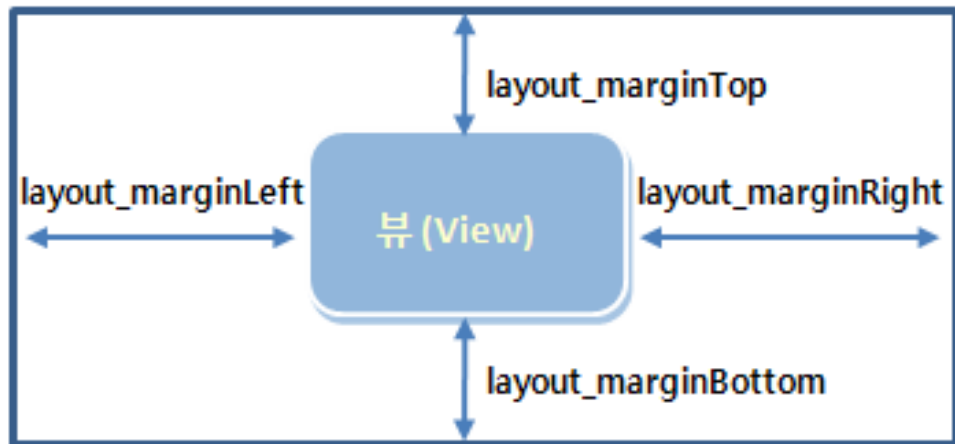 layout_marginTop
layout_marginLeft
layout_marginRight
뷰 (View)
layout_marginBottom